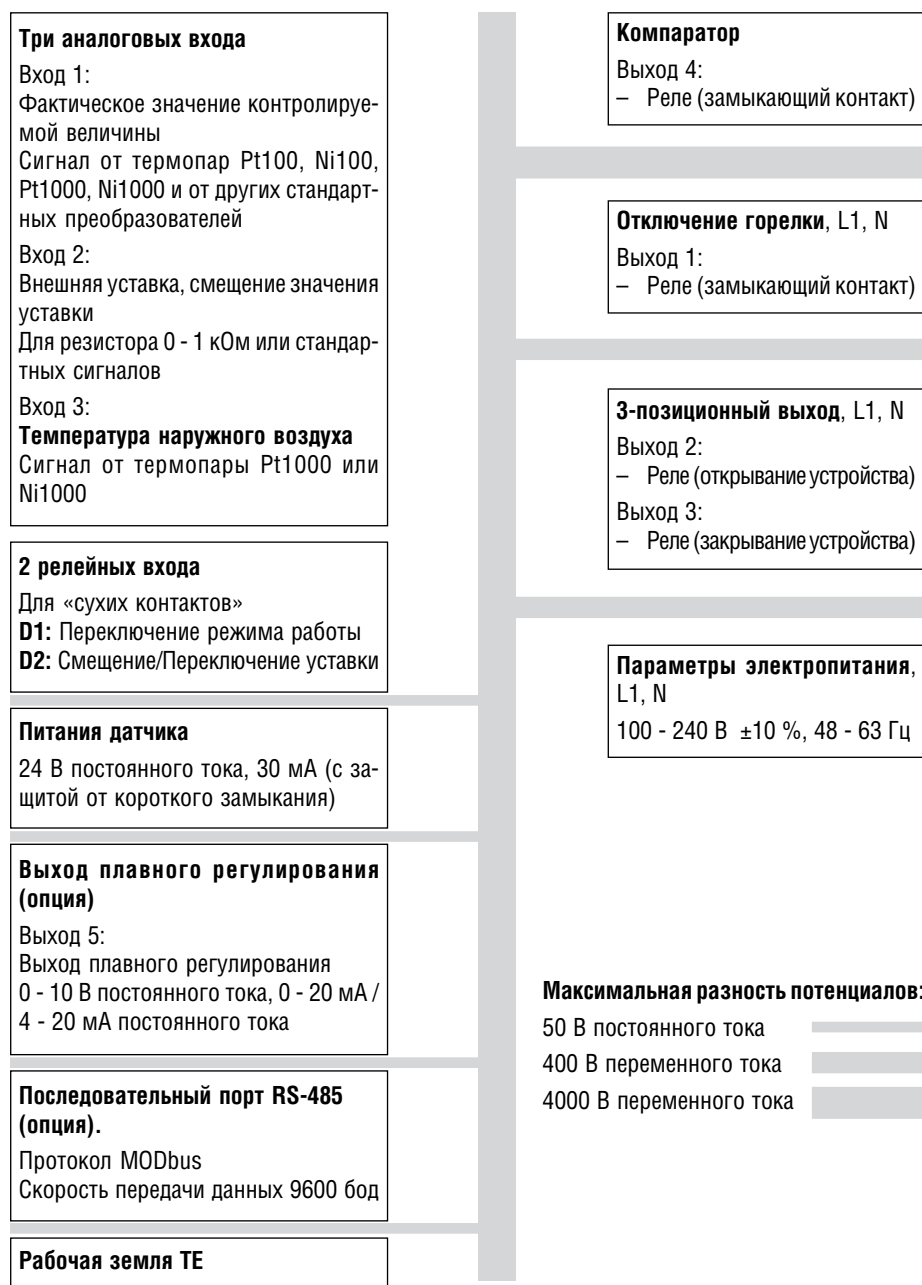 Три аналоговых входа
Вход 1:
Фактическое значение контролируе-
мой величины
Сигнал от термопар Pt100, Ni100,
Pt1000, Ni1000 и от других стандарт-
ных преобразователей
Вход 2:
Внешняя уставка, смещение значения
уставки
Для резистора 0 - 1 кОм или стандар-
тных сигналов
Вход 3:
Температура наружного воздуха
Сигнал от термопары Pt1000 или
Ni1000
2 релейных входа
Для «сухих контактов»
D1: Переключение режима работы
D2: Смещение/Переключение уставки
Питания датчика
24 В постоянного тока, 30 мА (с за-
щитой от короткого замыкания)
Выход плавного регулирования
(опция)
Выход 5:
Выход плавного регулирования
0 - 10 В постоянного тока, 0 - 20 мА /
4 - 20 мА постоянного тока
Последовательный порт RS-485
(опция).
Протокол MODbus
Скорость передачи данных 9600 бод
Рабочая земля TE
Компаратор
Выход 4:
– Реле (замыкающий контакт)
Отключение горелки, L1, N
Выход 1:
– Реле (замыкающий контакт)
3-позиционный выход, L1, N
Выход 2:
– Реле (открывание устройства)
Выход 3:
– Реле (закрывание устройства)
Параметры электропитания,
L1, N
100 - 240 В ±10 %, 48 - 63 Гц
Максимальная разность потенциалов:
50 В постоянного тока
400 В переменного тока
4000 В переменного тока